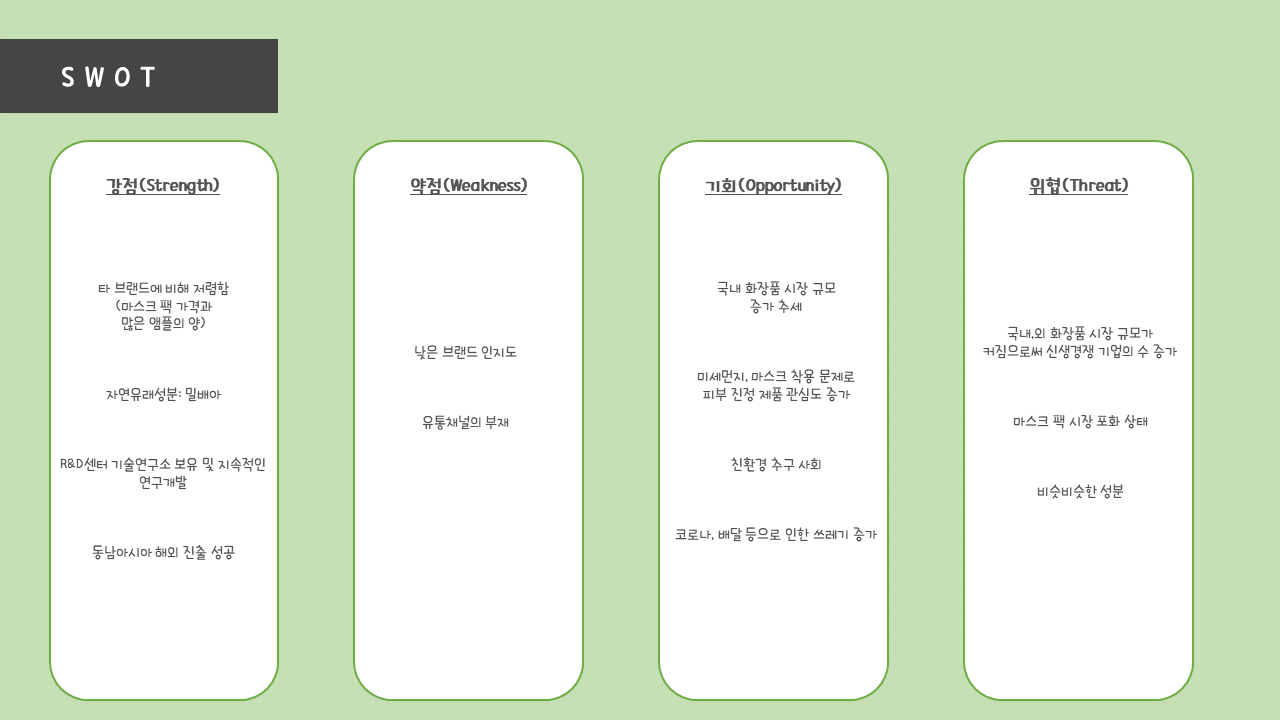 SWOT
강점(Strength)
타 브랜드에 비해 저렴함
(마스크 팩 가격과
많은 앰플의 양)
자연유래성분: 밀배아
R&D센터 기술연구소 보유 및 지속적인
연구개발
동남아시아 해외 진출 성공
약점(Weakness)
낮은 브랜드 인지도
유통채널의 부재
기회(Opportunity)
국내 화장품 시장 규모
증가 추세
미세먼지, 마스크 착용 문제로
피부 진정 제품 관심도 증가
친환경 추구 사회
코로나, 배달 등으로 인한 쓰레기 증가
위협(Threat)
국내,외 화장품 시장 규모가
커짐으로써 신생경쟁 기업의 수 증가
마스크 팩 시장 포화 상태
비슷비슷한 성분